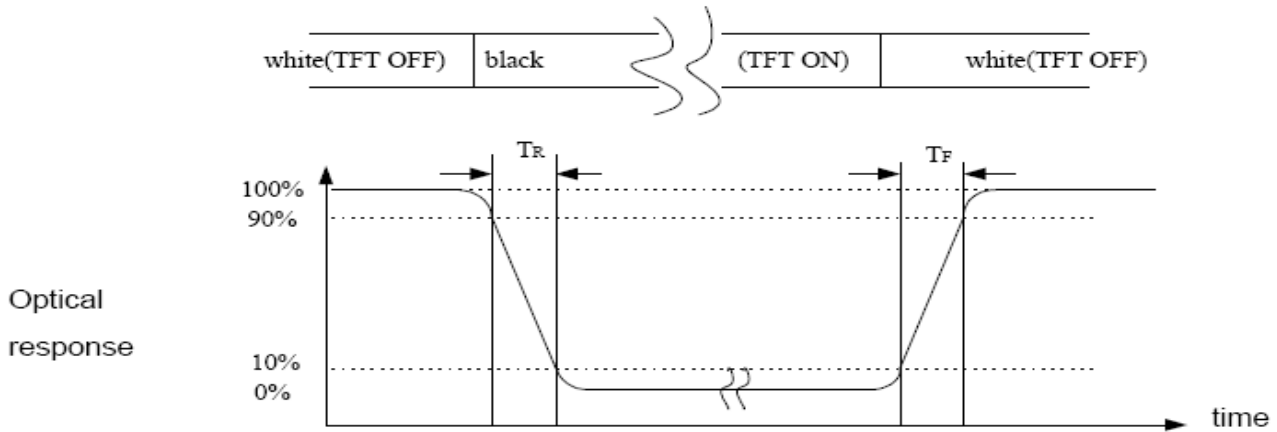 white(TFT OFF) black (TFT ON) white(TFT OFF)
TR TF
100%
90%
Optical
response
10%
0%
time